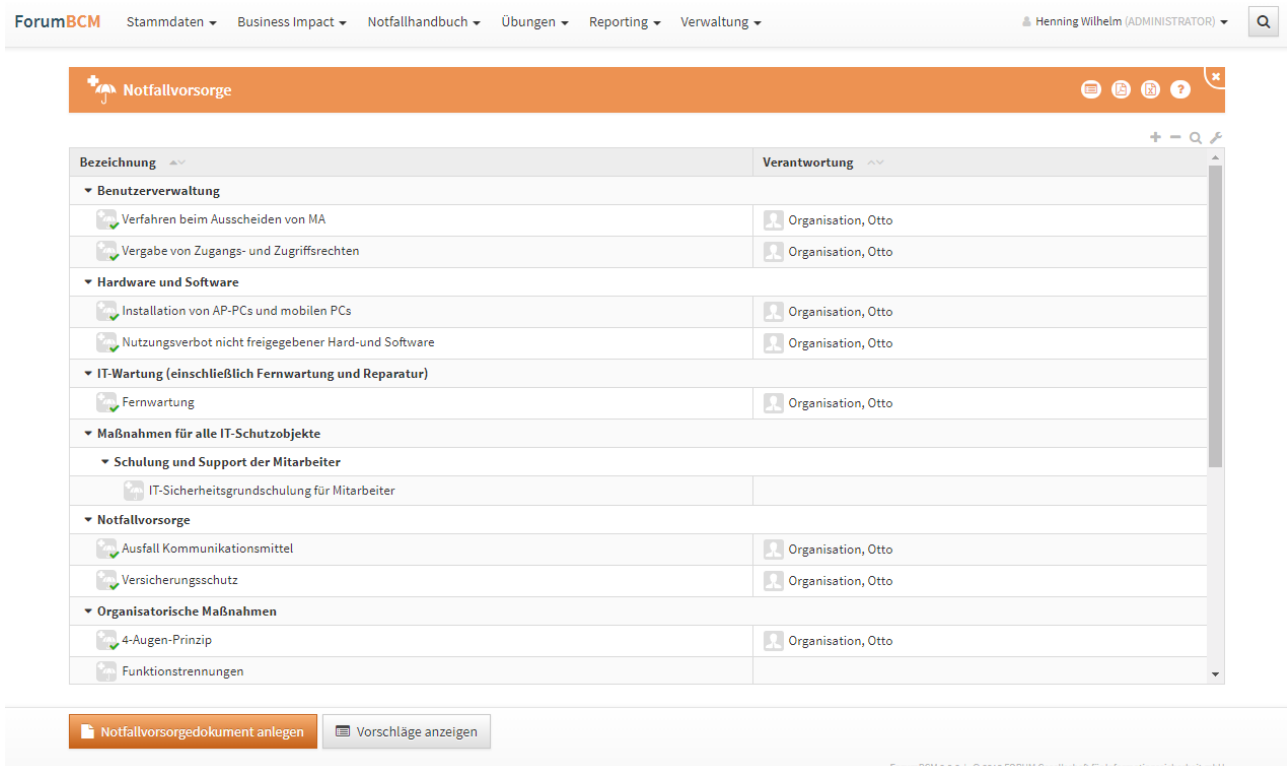 ForumBCM Stammdaten Business Impact Notfallhandbuch Übungen Reporting Verwaltung Henning Wilhelm (ADMINISTRATOR)
Notfallvorsorge
Bezeichnung Verantwortung
Benutzerverwaltung
Verfahren beim Ausscheiden von MA Organisation, Otto
Vergabe von Zugangs- und Zugriffsrechten Organisation, Otto
Hardware und Software
Installation von AP-PCs und mobilen PCs Organisation, Otto
Nutzungsverbot nicht freigegebener Hard-und Software Organisation, Otto
IT-Wartung (einschließlich Fernwartung und Reparatur)
Fernwartung Organisation, Otto
Maßnahmen für alle IT-Schutzobjekte
Schulung und Support der Mitarbeiter
IT-Sicherheitsgrundschulung für Mitarbeiter
Notfallvorsorge
Ausfall Kommunikationsmittel Organisation, Otto
Versicherungsschutz Organisation, Otto
Organisatorische Maßnahmen
4-Augen-Prinzip Organisation, Otto
Funktionstrennungen
Notfallvorsorgedokument anlegen Vorschläge anzeigen